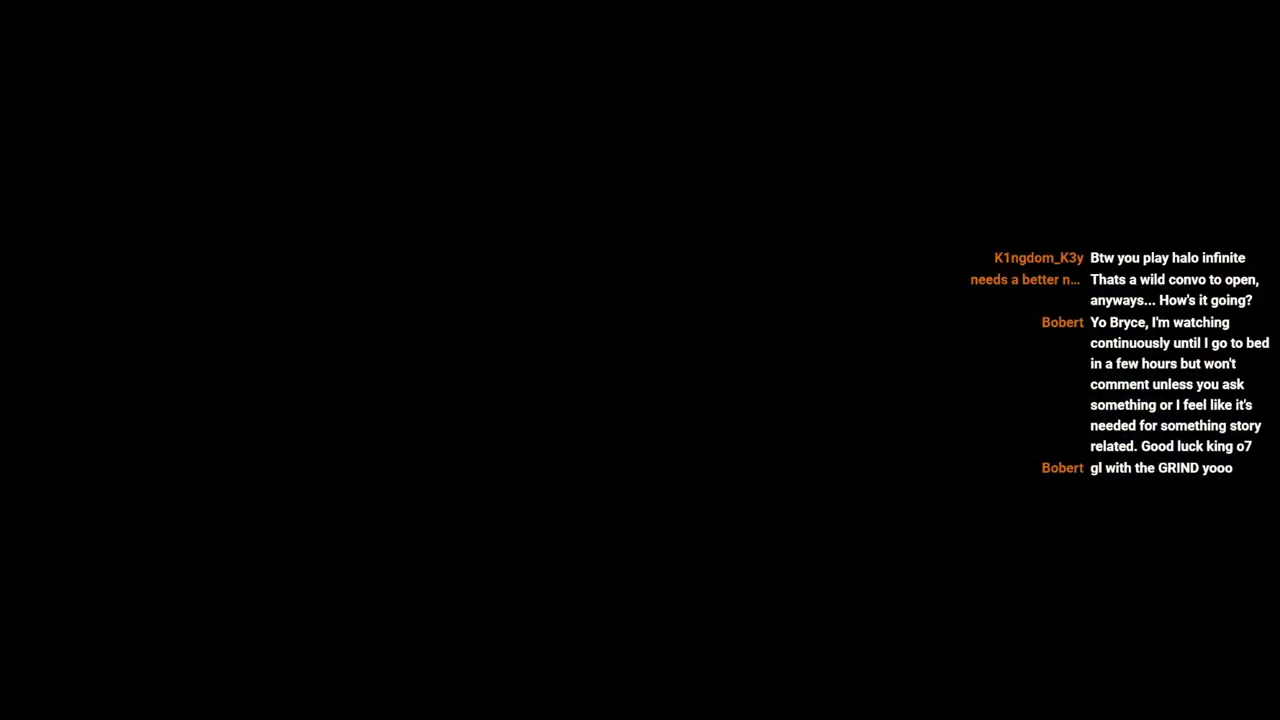 K1ngdom_K3y Btw you play halo infinite
needs a better n... Thats a wild convo to open,
anyways... How's it going?
Bobert Yo Bryce, I'm watching
continuously until I go to bed
in a few hours but won't
comment unless you ask
something or I feel like it's
needed for something story
related. Good luck king o7
Bobert gl with the GRIND yooo